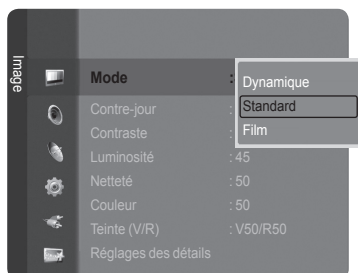 Image
Mode :
Dynamique
Standard
Film
Contre-jour :
Contraste :
Luminosité : 45
Netteté : 50
Couleur : 50
Teinte (V/R) : V50/R50
Réglages des détails